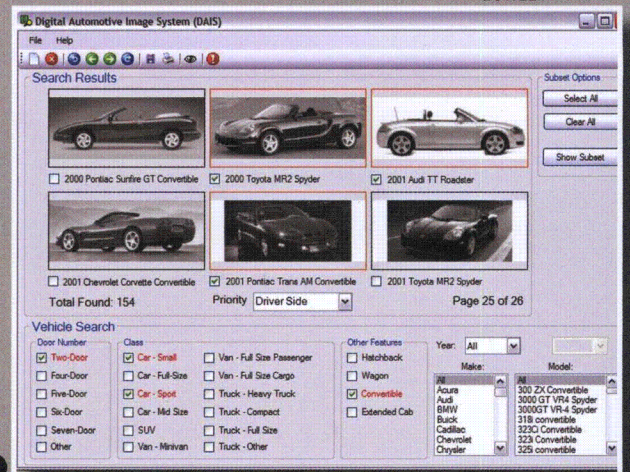 Digital Automotive Image System (DAIS)
File Help
Search Results
Subset Options
Select All
Clear All
Show Subset
2000 Pontiac Sunfire GT Convertible
2000 Toyota MR2 Spyder
2001 Audi TT Roadster
2001 Chevrolet Corvette Convertible
2001 Pontiac Trans AM Convertible
2001 Toyota MR2 Spyder
Total Found: 154
Priority Driver Side
Page 25 of 26
Vehicle Search
Door Number
Two-Door
Four-Door
Five-Door
Six-Door
Seven-Door
Other
Class
Car - Small
Car - Full-Size
Car - Sport
Car - Mid Size
SUV
Van - Minivan
Van - Full Size Passenger
Van - Full Size Cargo
Truck - Heavy Truck
Truck - Compact
Truck - Full Size
Truck - Other
Other Features
Hatchback
Wagon
Convertible
Extended Cab
Year: All
Make:
All
Acura
Audi
BMW
Buick
Cadillac
Chevrolet
Chrysler
Model:
All
300 ZX Convertible
3000 GT VR4 Spyder
3000GT VR-4 Spyder
318i convertible
323Ci Convertible
323i Convertible
325i convertible